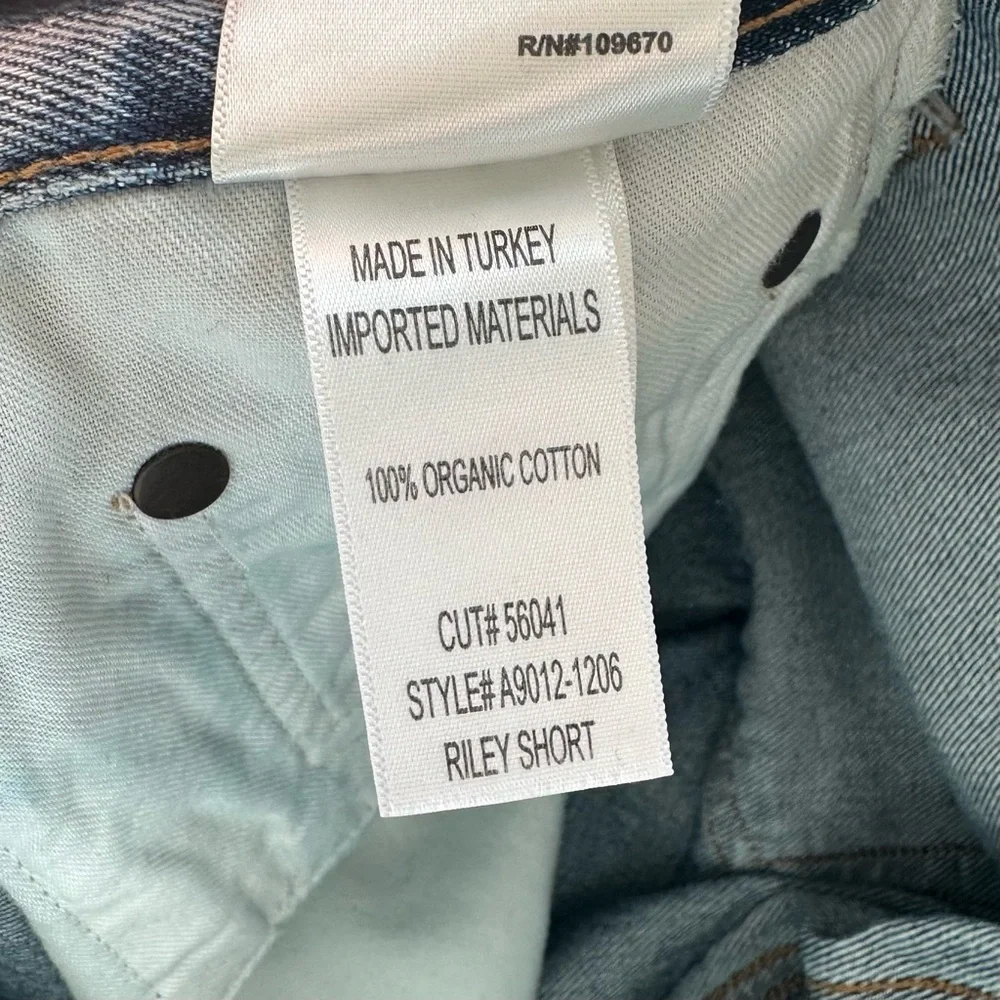 R/N#109670
MADE IN TURKEY
IMPORTED MATERIALS
100% ORGANIC COTTON
CUT# 56041
STYLE# A9012-1206
RILEY SHORT